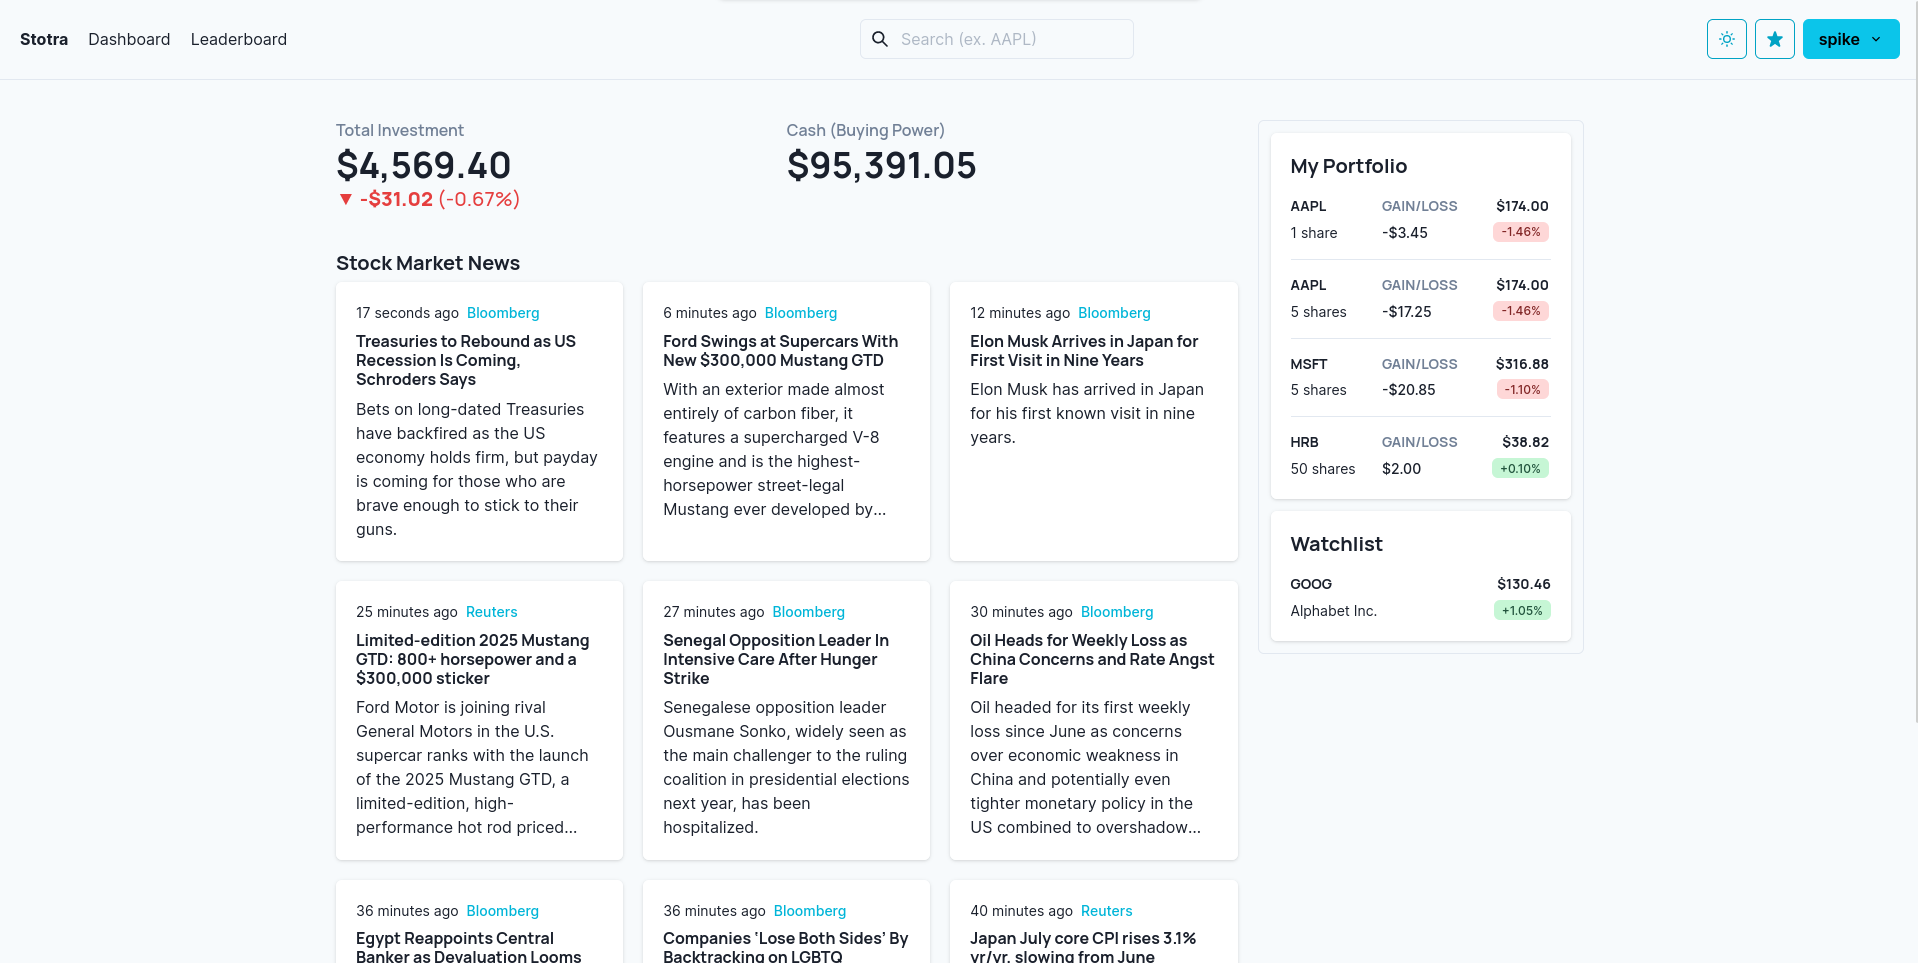 Stotra Dashboard Leaderboard Search (ex. AAPL) spike
Total Investment
$4,569.40
▼ -$31.02 (-0.67%)
Cash (Buying Power)
$95,391.05
Stock Market News
17 seconds ago Bloomberg
Treasuries to Rebound as US
Recession Is Coming,
Schroders Says
Bets on long-dated Treasuries
have backfired as the US
economy holds firm, but payday
is coming for those who are
brave enough to stick to their
guns.
6 minutes ago Bloomberg
Ford Swings at Supercars With
New $300,000 Mustang GTD
With an exterior made almost
entirely of carbon fiber, it
features a supercharged V-8
engine and is the highest-
horsepower street-legal
Mustang ever developed by...
12 minutes ago Bloomberg
Elon Musk Arrives in Japan for
First Visit in Nine Years
Elon Musk has arrived in Japan
for his first known visit in nine
years.
25 minutes ago Reuters
Limited-edition 2025 Mustang
GTD: 800+ horsepower and a
$300,000 sticker
Ford Motor is joining rival
General Motors in the U.S.
supercar ranks with the launch
of the 2025 Mustang GTD, a
limited-edition, high-
performance hot rod priced...
27 minutes ago Bloomberg
Senegal Opposition Leader In
Intensive Care After Hunger
Strike
Senegalese opposition leader
Ousmane Sonko, widely seen as
the main challenger to the ruling
coalition in presidential elections
next year, has been
hospitalized.
30 minutes ago Bloomberg
Oil Heads for Weekly Loss as
China Concerns and Rate Angst
Flare
Oil headed for its first weekly
loss since June as concerns
over economic weakness in
China and potentially even
tighter monetary policy in the
US combined to overshadow...
36 minutes ago Bloomberg
Egypt Reappoints Central
Banker as Devaluation Looms
36 minutes ago Bloomberg
Companies ‘Lose Both Sides’ By
Backtracking on LGBTQ
40 minutes ago Reuters
Japan July core CPI rises 3.1%
yr/yr, slowing from June
My Portfolio
AAPL GAIN/LOSS $174.00
1 share -$3.45 -1.46%
AAPL GAIN/LOSS $174.00
5 shares -$17.25 -1.46%
MSFT GAIN/LOSS $316.88
5 shares -$20.85 -1.10%
HRB GAIN/LOSS $38.82
50 shares $2.00 +0.10%
Watchlist
GOOG $130.46
Alphabet Inc. +1.05%